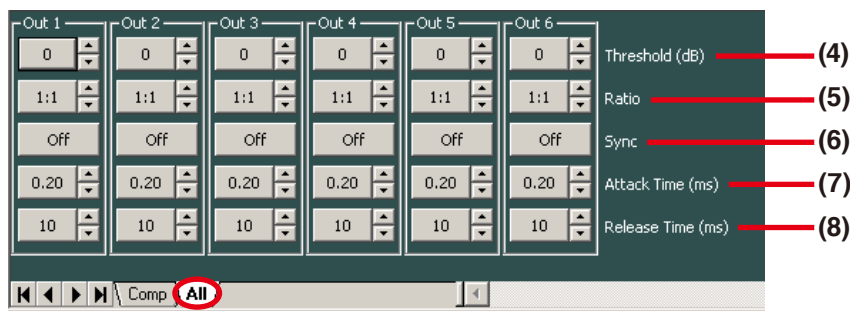 Out 1 Out 2 Out 3 Out 4 Out 5 Out 6
0 0 0 0 0 0 Threshold (dB) (4)
1:1 1:1 1:1 1:1 1:1 1:1 Ratio (5)
Off Off Off Off Off Off Sync (6)
0.20 0.20 0.20 0.20 0.20 0.20 Attack Time (ms) (7)
10 10 10 10 10 10 Release Time (ms) (8)
Comp All